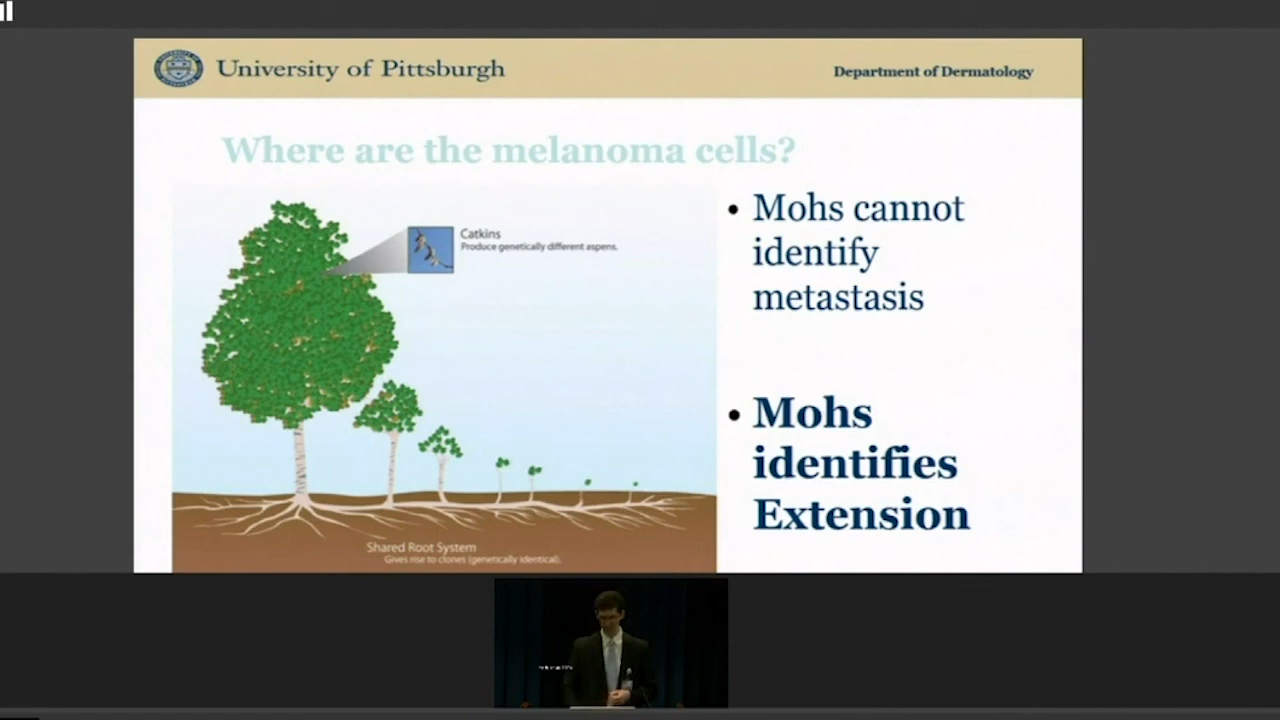 University of Pittsburgh
Department of Dermatology
Where are the melanoma cells?
Catkins
Produce genetically different aspens.
• Mohs cannot
identify
metastasis
• Mohs
identifies
Extension
Shared Root System
Gives rise to clones (genetically identical).